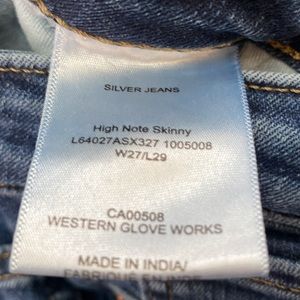 SILVER JEANS
High Note Skinny
L64027ASX327 1005008
W27/L29
CA00508
WESTERN GLOVE WORKS
MADE IN INDIA/